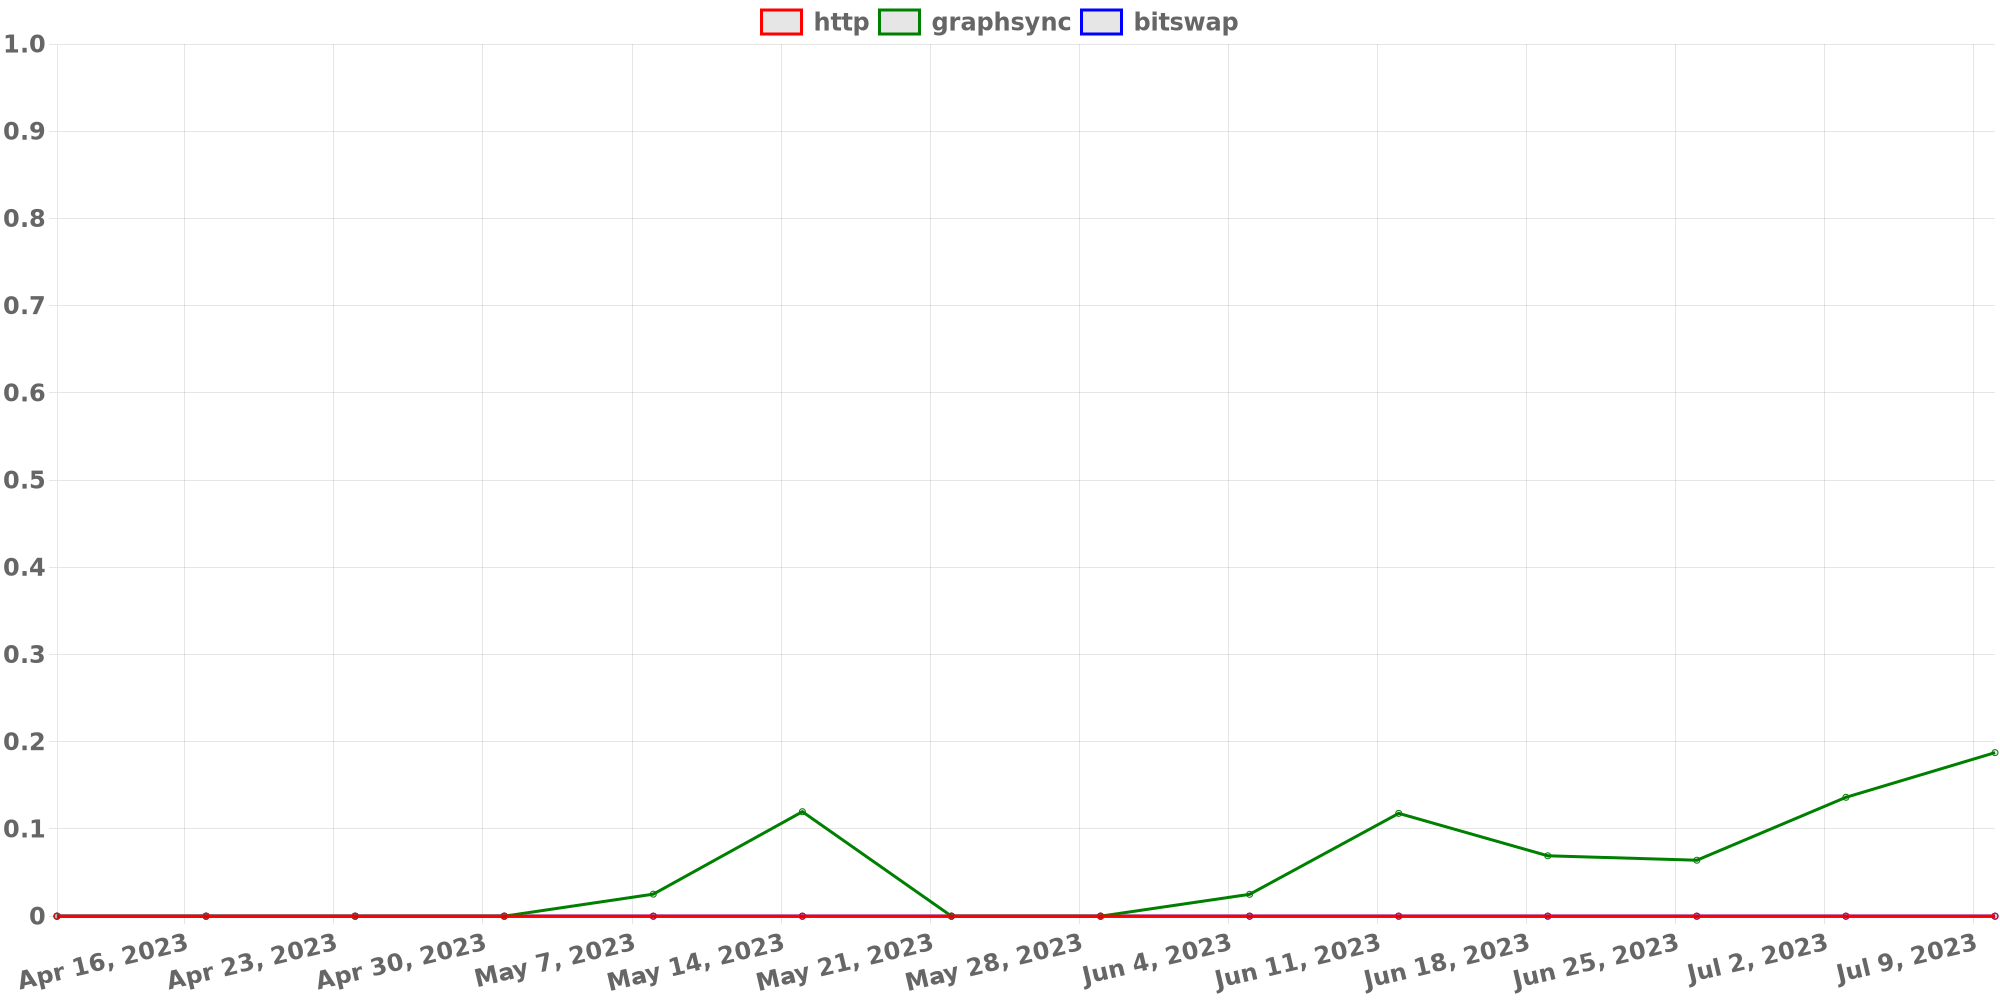 http graphsync bitswap
1.0
0.9
0.8
0.7
0.6
0.5
0.4
0.3
0.2
0.1
0
Apr 16, 2023
Apr 23, 2023
Apr 30, 2023
May 7, 2023
May 14, 2023
May 21, 2023
May 28, 2023
Jun 4, 2023
Jun 11, 2023
Jun 18, 2023
Jun 25, 2023
Jul 2, 2023
Jul 9, 2023